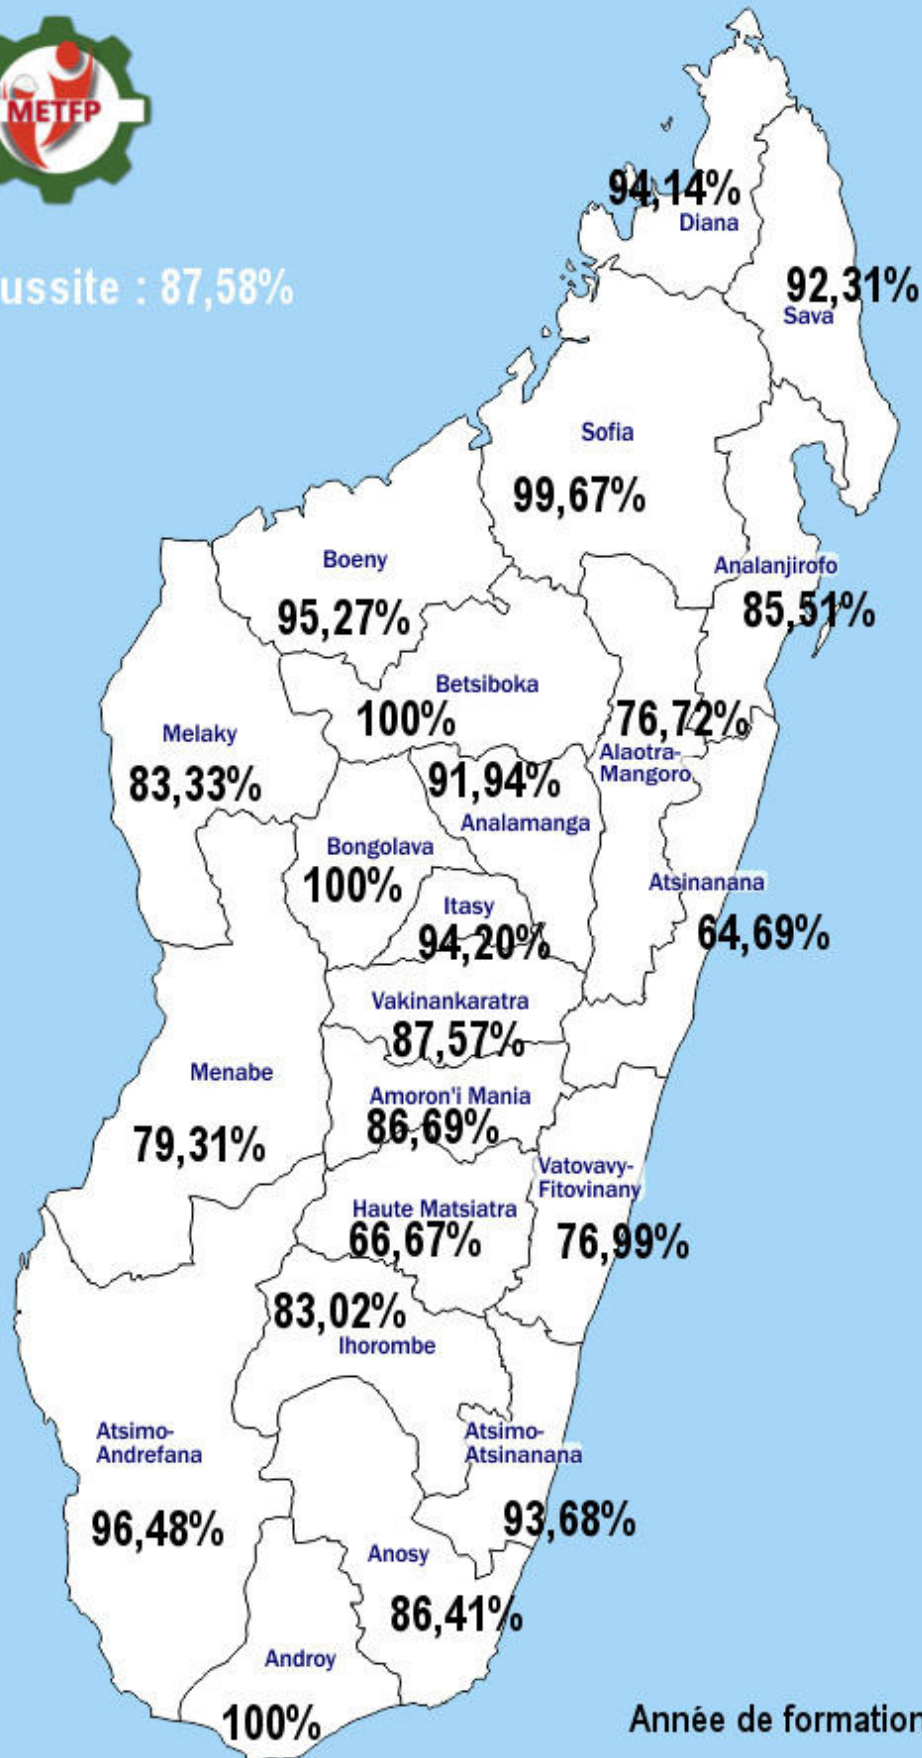 METFP
94,14%
Diana
ussite : 87,58%
92,31%
Sava
Sofia
99,67%
Boeny
95,27%
Analanjirofo
85,51%
Betsiboka
100%
76,72%
Alaotra-
Mangoro
Melaky
83,33%
91,94%
Analamanga
Bongolava
100%
Itasy
94,20%
Atsinanana
64,69%
Vakinankaratra
87,57%
Menabe
79,31%
Amoron'i Mania
86,69%
Vatovavy-
Fitovinany
76,99%
Haute Matsiatra
66,67%
83,02%
Ihorombe
Atsimo-
Andrefana
96,48%
Atsimo-
Atsinanana
93,68%
Anosy
86,41%
Androy
100%
Année de formation